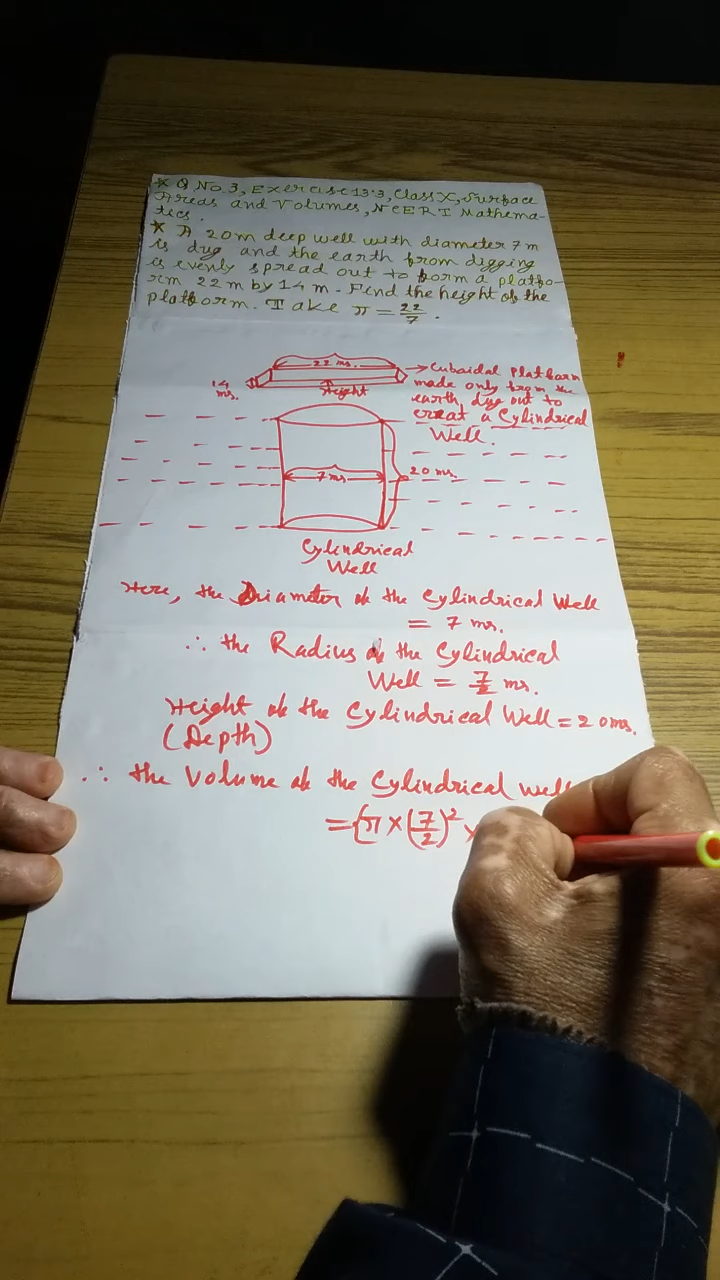 * Q No.3, Exercise 13.3, Class X, Surface
Areas and Volumes, NCERT Mathema-
tics.
* A 20m deep well with diameter 7 m
is dug and the earth from digging
is evenly spread out to form a platfo-
rm 22 m by 14 m. Find the height of the
platform. Take π = 22/7.
22 ms.
14 ms.
Height
→ Cuboidal Platform
made only from the
earth, dug out to
creat a Cylindrical
Well.
7 ms.
20 ms.
Cylindrical
Well
Here, the Diameter of the Cylindrical Well
= 7 ms.
∴ the Radius of the Cylindrical
Well = 7/2 ms.
Height of the Cylindrical Well = 20 ms.
(Depth)
∴ the Volume of the Cylindrical Well
= {π × (7/2)² ×